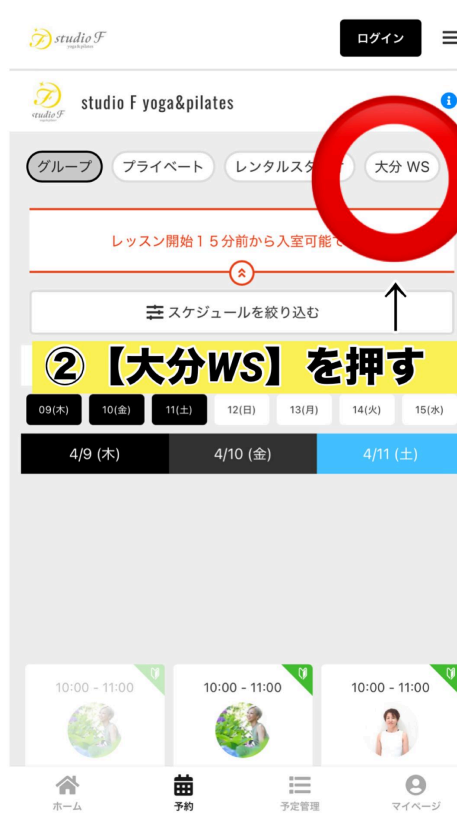 studio F
yoga&pilates
ログイン
studio F
studio F yoga&pilates
グループ
プライベート
レンタルスタ
大分 WS
レッスン開始15分前から入室可能で
スケジュールを絞り込む
②【大分WS】を押す
09(木) 10(金) 11(土) 12(日) 13(月) 14(火) 15(水)
4/9 (木) 4/10 (金) 4/11 (土)
10:00 - 11:00 10:00 - 11:00 10:00 - 11:00
ホーム 予約 予定管理 マイページ